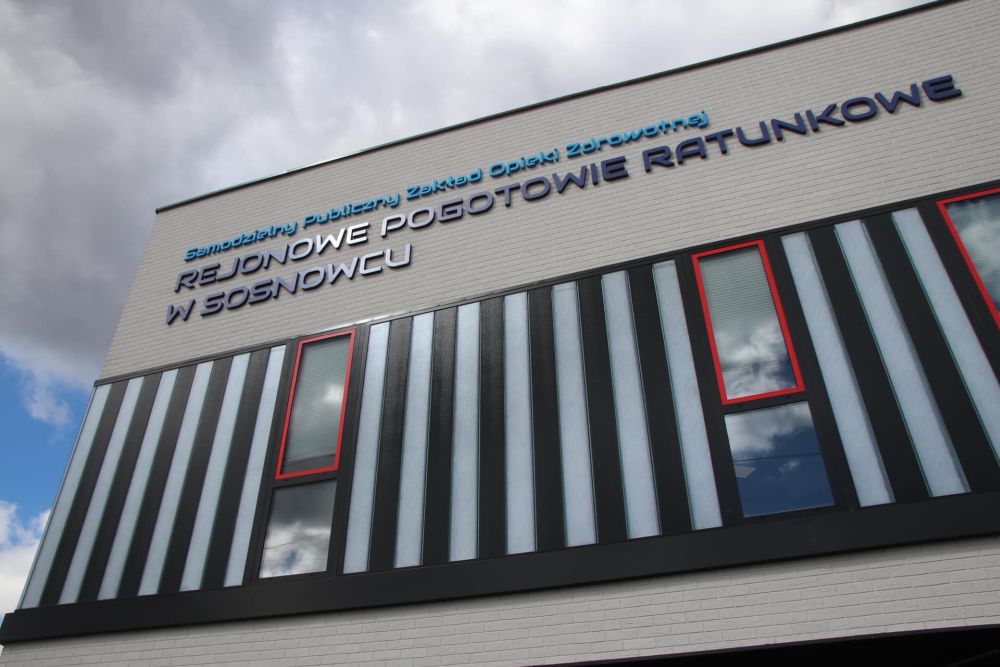 Samodzielny Publiczny Zakład Opieki Zdrowotnej
REJONOWE POGOTOWIE RATUNKOWE
W SOSNOWCU